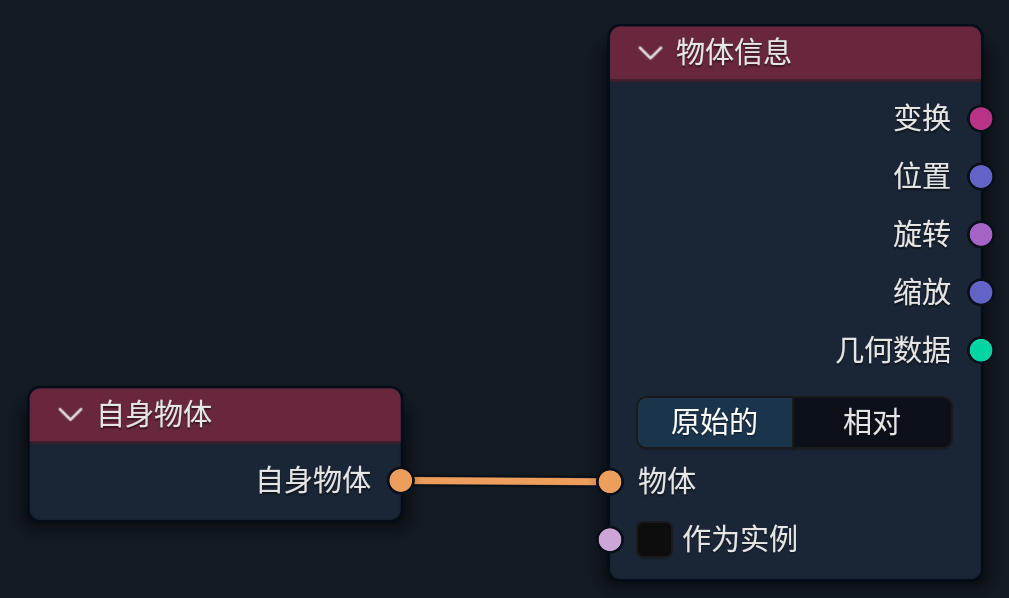 物体信息
变换
位置
旋转
缩放
几何数据
原始的 相对
物体
作为实例
自身物体
自身物体